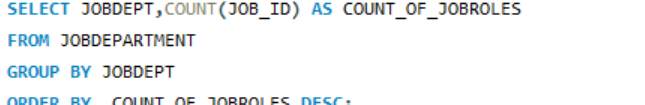 SELECT JOBDEPT,COUNT(JOB_ID) AS COUNT_OF_JOBROLES
FROM JOBDEPARTMENT
GROUP BY JOBDEPT
ORDER BY COUNT_OF_JOBROLES DESC;